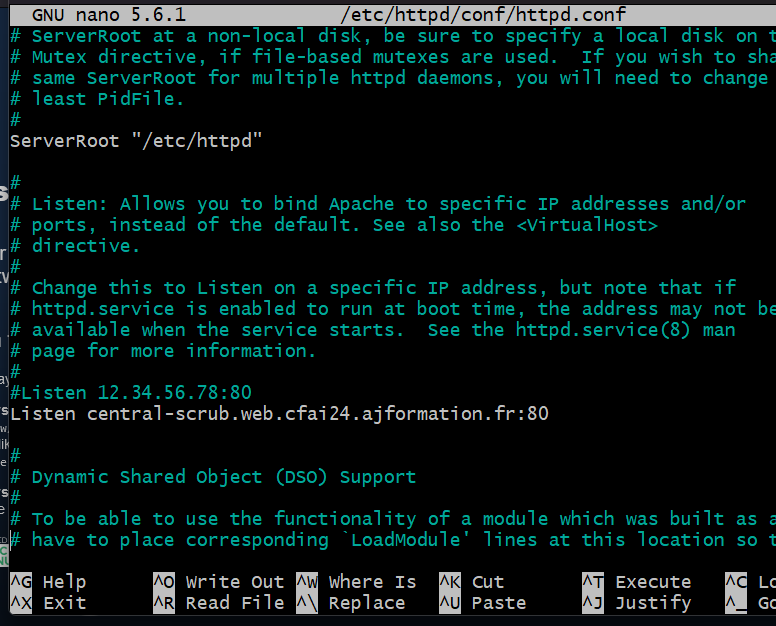 GNU nano 5.6.1 /etc/httpd/conf/httpd.conf
# ServerRoot at a non-local disk, be sure to specify a local disk on t
# Mutex directive, if file-based mutexes are used.  If you wish to sha
# same ServerRoot for multiple httpd daemons, you will need to change
# least PidFile.
#
ServerRoot "/etc/httpd"
#
# Listen: Allows you to bind Apache to specific IP addresses and/or
# ports, instead of the default. See also the <VirtualHost>
# directive.
#
# Change this to Listen on a specific IP address, but note that if
# httpd.service is enabled to run at boot time, the address may not be
# available when the service starts.  See the httpd.service(8) man
# page for more information.
#
#Listen 12.34.56.78:80
Listen central-scrub.web.cfai24.ajformation.fr:80
#
# Dynamic Shared Object (DSO) Support
#
# To be able to use the functionality of a module which was built as a
# have to place corresponding `LoadModule' lines at this location so t
^G Help ^O Write Out ^W Where Is ^K Cut ^T Execute ^C Lo
^X Exit ^R Read File ^\ Replace ^U Paste ^J Justify ^_ Go